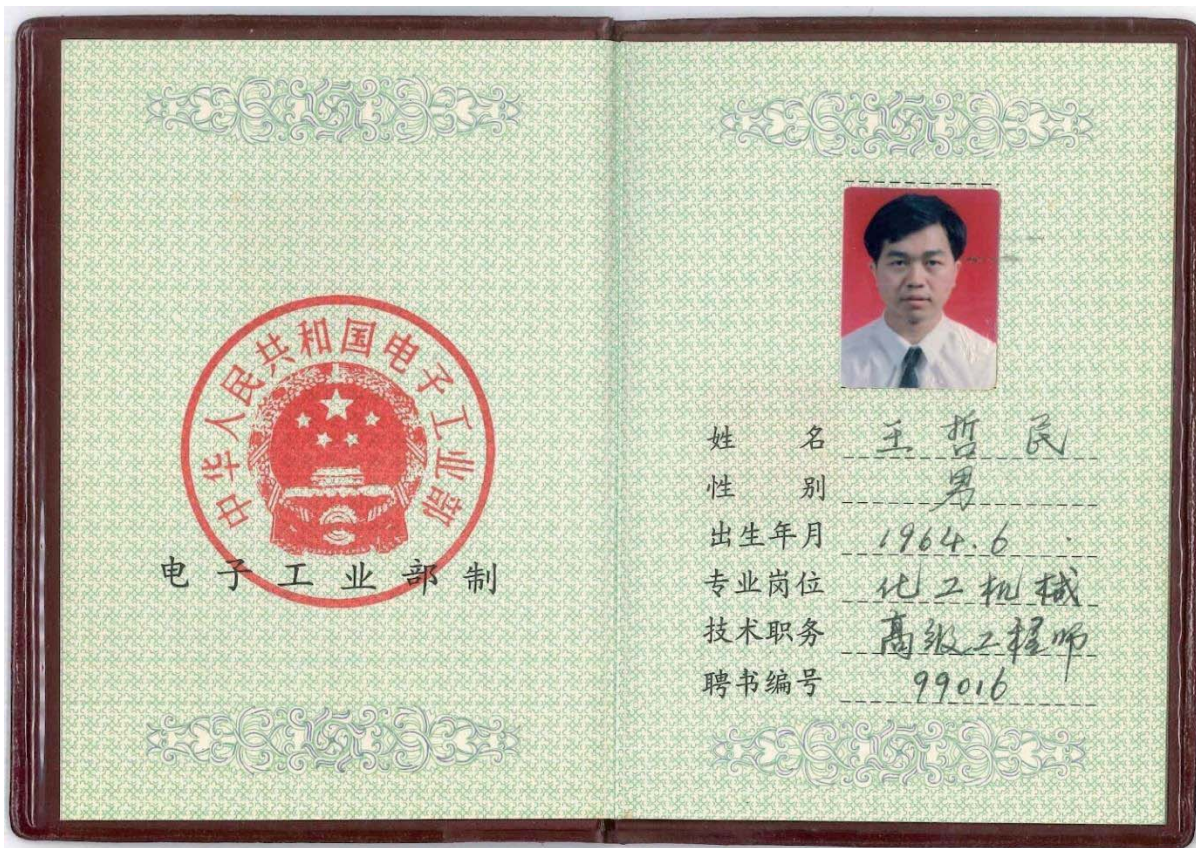 中华人民共和国电子工业部
电子工业部制
姓名 王哲民
性别 男
出生年月 1964.6
专业岗位 化工机械
技术职务 高级工程师
聘书编号 99016